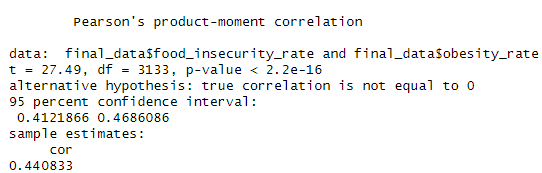 Pearson's product-moment correlation
data:  final_data$food_insecurity_rate and final_data$obesity_rate
t = 27.49, df = 3133, p-value < 2.2e-16
alternative hypothesis: true correlation is not equal to 0
95 percent confidence interval:
 0.4121866 0.4686086
sample estimates:
     cor
0.440833